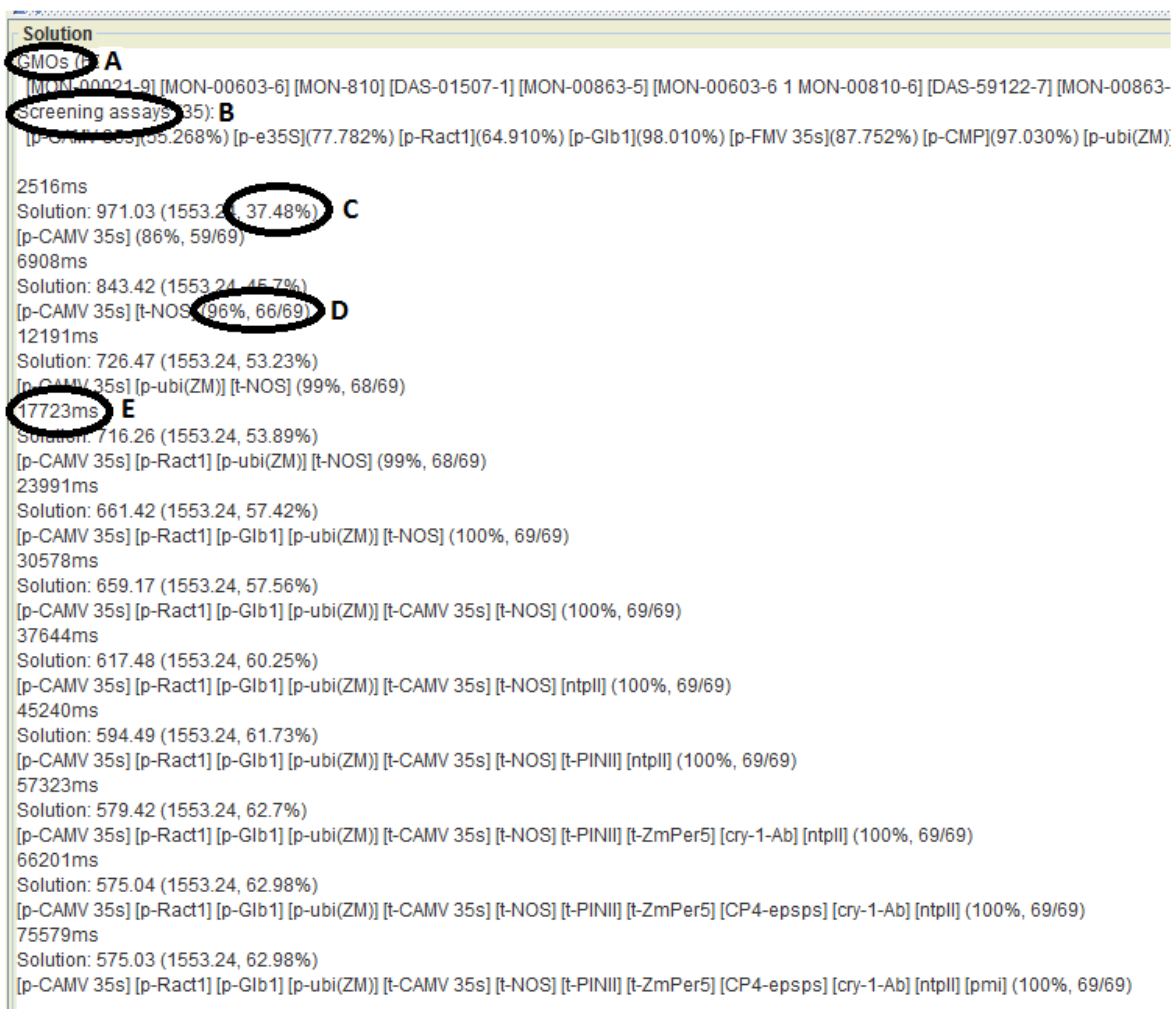 Solution
GMOs ( A
[MON-00021-9] [MON-00603-6] [MON-810] [DAS-01507-1] [MON-00863-5] [MON-00603-6 1 MON-00810-6] [DAS-59122-7] [MON-00863-
Screening assays (35): B
[p-CAMV 35s](55.268%) [p-e35S](77.782%) [p-Ract1](64.910%) [p-Glb1](98.010%) [p-FMV 35s](87.752%) [p-CMP](97.030%) [p-ubi(ZM)]
2516ms
Solution: 971.03 (1553.24, 37.48%) C
[p-CAMV 35s] (86%, 59/69)
6908ms
Solution: 843.42 (1553.24, 45.7%)
[p-CAMV 35s] [t-NOS] (96%, 66/69) D
12191ms
Solution: 726.47 (1553.24, 53.23%)
[p-CAMV 35s] [p-ubi(ZM)] [t-NOS] (99%, 68/69)
17723ms E
Solution: 716.26 (1553.24, 53.89%)
[p-CAMV 35s] [p-Ract1] [p-ubi(ZM)] [t-NOS] (99%, 68/69)
23991ms
Solution: 661.42 (1553.24, 57.42%)
[p-CAMV 35s] [p-Ract1] [p-Glb1] [p-ubi(ZM)] [t-NOS] (100%, 69/69)
30578ms
Solution: 659.17 (1553.24, 57.56%)
[p-CAMV 35s] [p-Ract1] [p-Glb1] [p-ubi(ZM)] [t-CAMV 35s] [t-NOS] (100%, 69/69)
37644ms
Solution: 617.48 (1553.24, 60.25%)
[p-CAMV 35s] [p-Ract1] [p-Glb1] [p-ubi(ZM)] [t-CAMV 35s] [t-NOS] [ntpII] (100%, 69/69)
45240ms
Solution: 594.49 (1553.24, 61.73%)
[p-CAMV 35s] [p-Ract1] [p-Glb1] [p-ubi(ZM)] [t-CAMV 35s] [t-NOS] [t-PINII] [ntpII] (100%, 69/69)
57323ms
Solution: 579.42 (1553.24, 62.7%)
[p-CAMV 35s] [p-Ract1] [p-Glb1] [p-ubi(ZM)] [t-CAMV 35s] [t-NOS] [t-PINII] [t-ZmPer5] [cry-1-Ab] [ntpII] (100%, 69/69)
66201ms
Solution: 575.04 (1553.24, 62.98%)
[p-CAMV 35s] [p-Ract1] [p-Glb1] [p-ubi(ZM)] [t-CAMV 35s] [t-NOS] [t-PINII] [t-ZmPer5] [CP4-epsps] [cry-1-Ab] [ntpII] (100%, 69/69)
75579ms
Solution: 575.03 (1553.24, 62.98%)
[p-CAMV 35s] [p-Ract1] [p-Glb1] [p-ubi(ZM)] [t-CAMV 35s] [t-NOS] [t-PINII] [t-ZmPer5] [CP4-epsps] [cry-1-Ab] [ntpII] [pmi] (100%, 69/69)